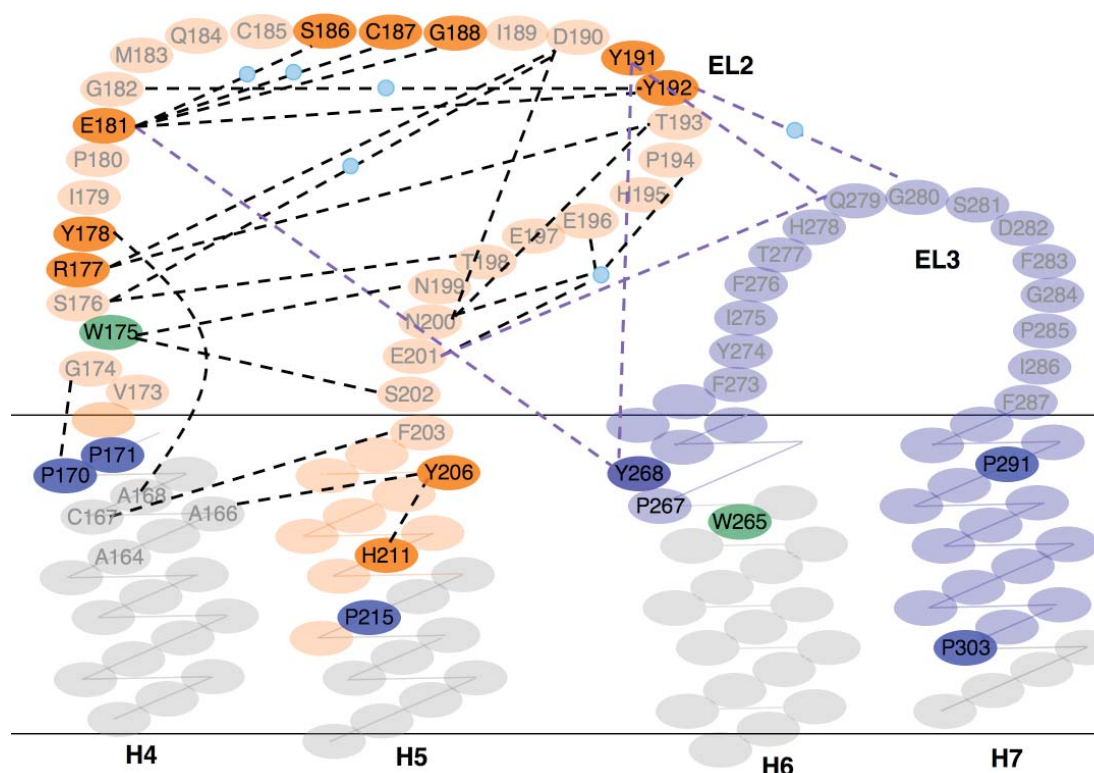 S186
C187
G188
C185
I189
Q184
D190
M183
Y191
EL2
G182
Y192
E181
T193
P180
P194
I179
H195
Q279
G280
S281
E196
Y178
H278
D282
E197
R177
T277
EL3
F283
T198
N199
F276
G284
S176
W175
N200
I275
P285
E201
Y274
I286
G174
V173
S202
F273
F287
F203
P171
P170
Y206
Y268
P291
A168
C167
A166
P267
W265
A164
H211
P215
P303
H4
H5
H6
H7